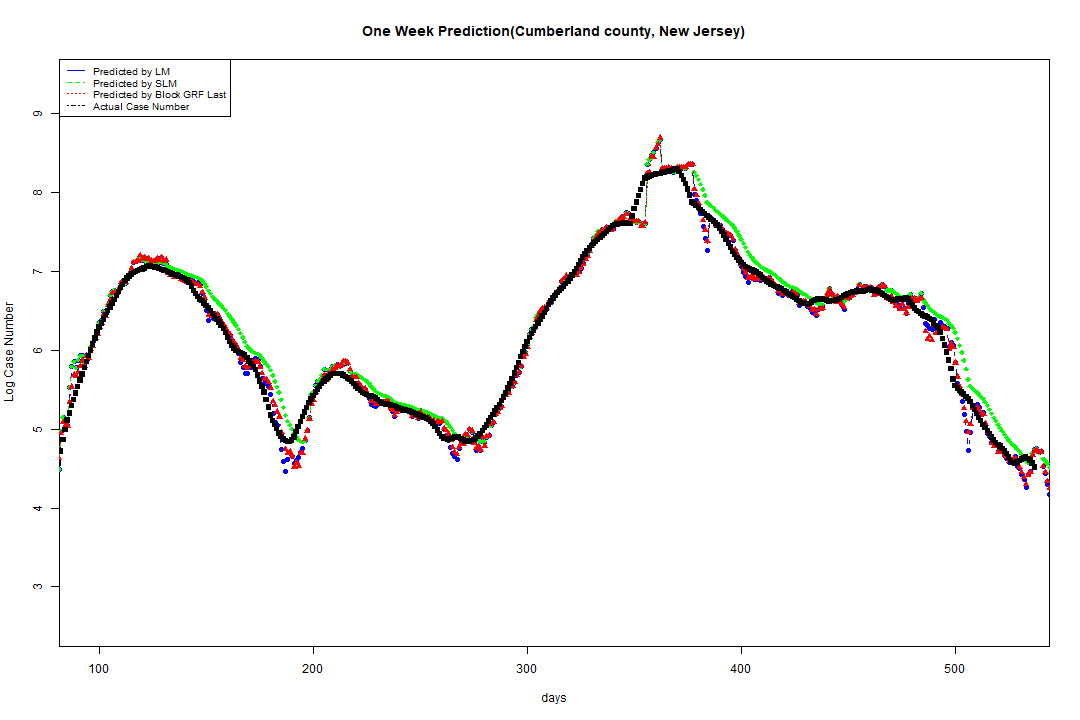 One Week Prediction(Cumberland county, New Jersey)
Predicted by LM
Predicted by SLM
Predicted by Block GRF Last
Actual Case Number
Log Case Number
9
8
7
6
5
4
3
100 200 300 400 500
days